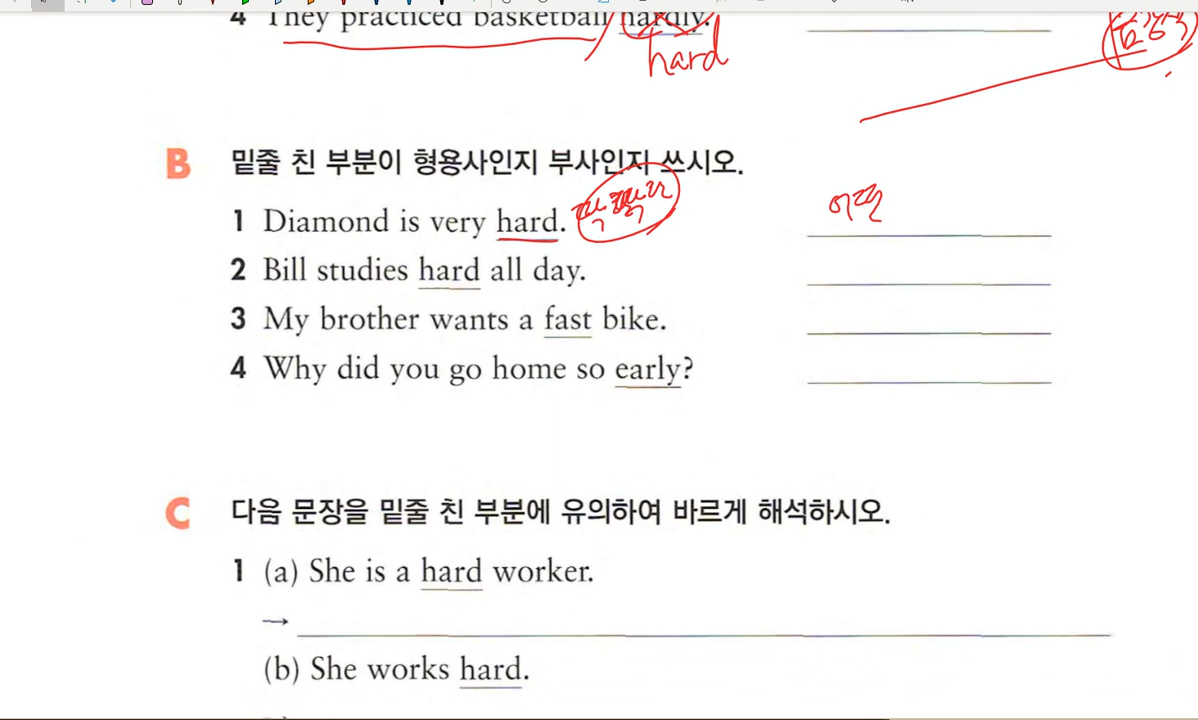 4 They practiced basketball hardly.
hard
B 밑줄 친 부분이 형용사인지 부사인지 쓰시오.
1 Diamond is very hard.
2 Bill studies hard all day.
3 My brother wants a fast bike.
4 Why did you go home so early?
C 다음 문장을 밑줄 친 부분에 유의하여 바르게 해석하시오.
1 (a) She is a hard worker.
→
(b) She works hard.